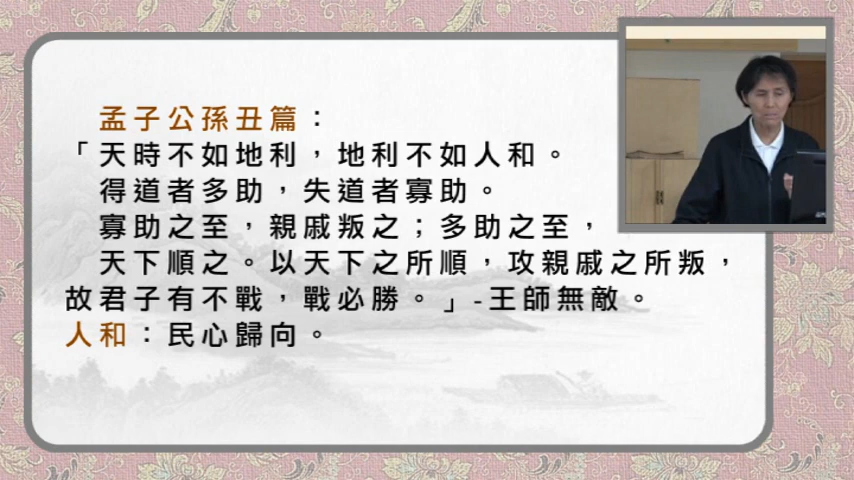 孟子公孫丑篇：
「天時不如地利，地利不如人和。
得道者多助，失道者寡助。
寡助之至，親戚叛之；多助之至，
天下順之。以天下之所順，攻親戚之所叛，
故君子有不戰，戰必勝。」-王師無敵。
人和：民心歸向。